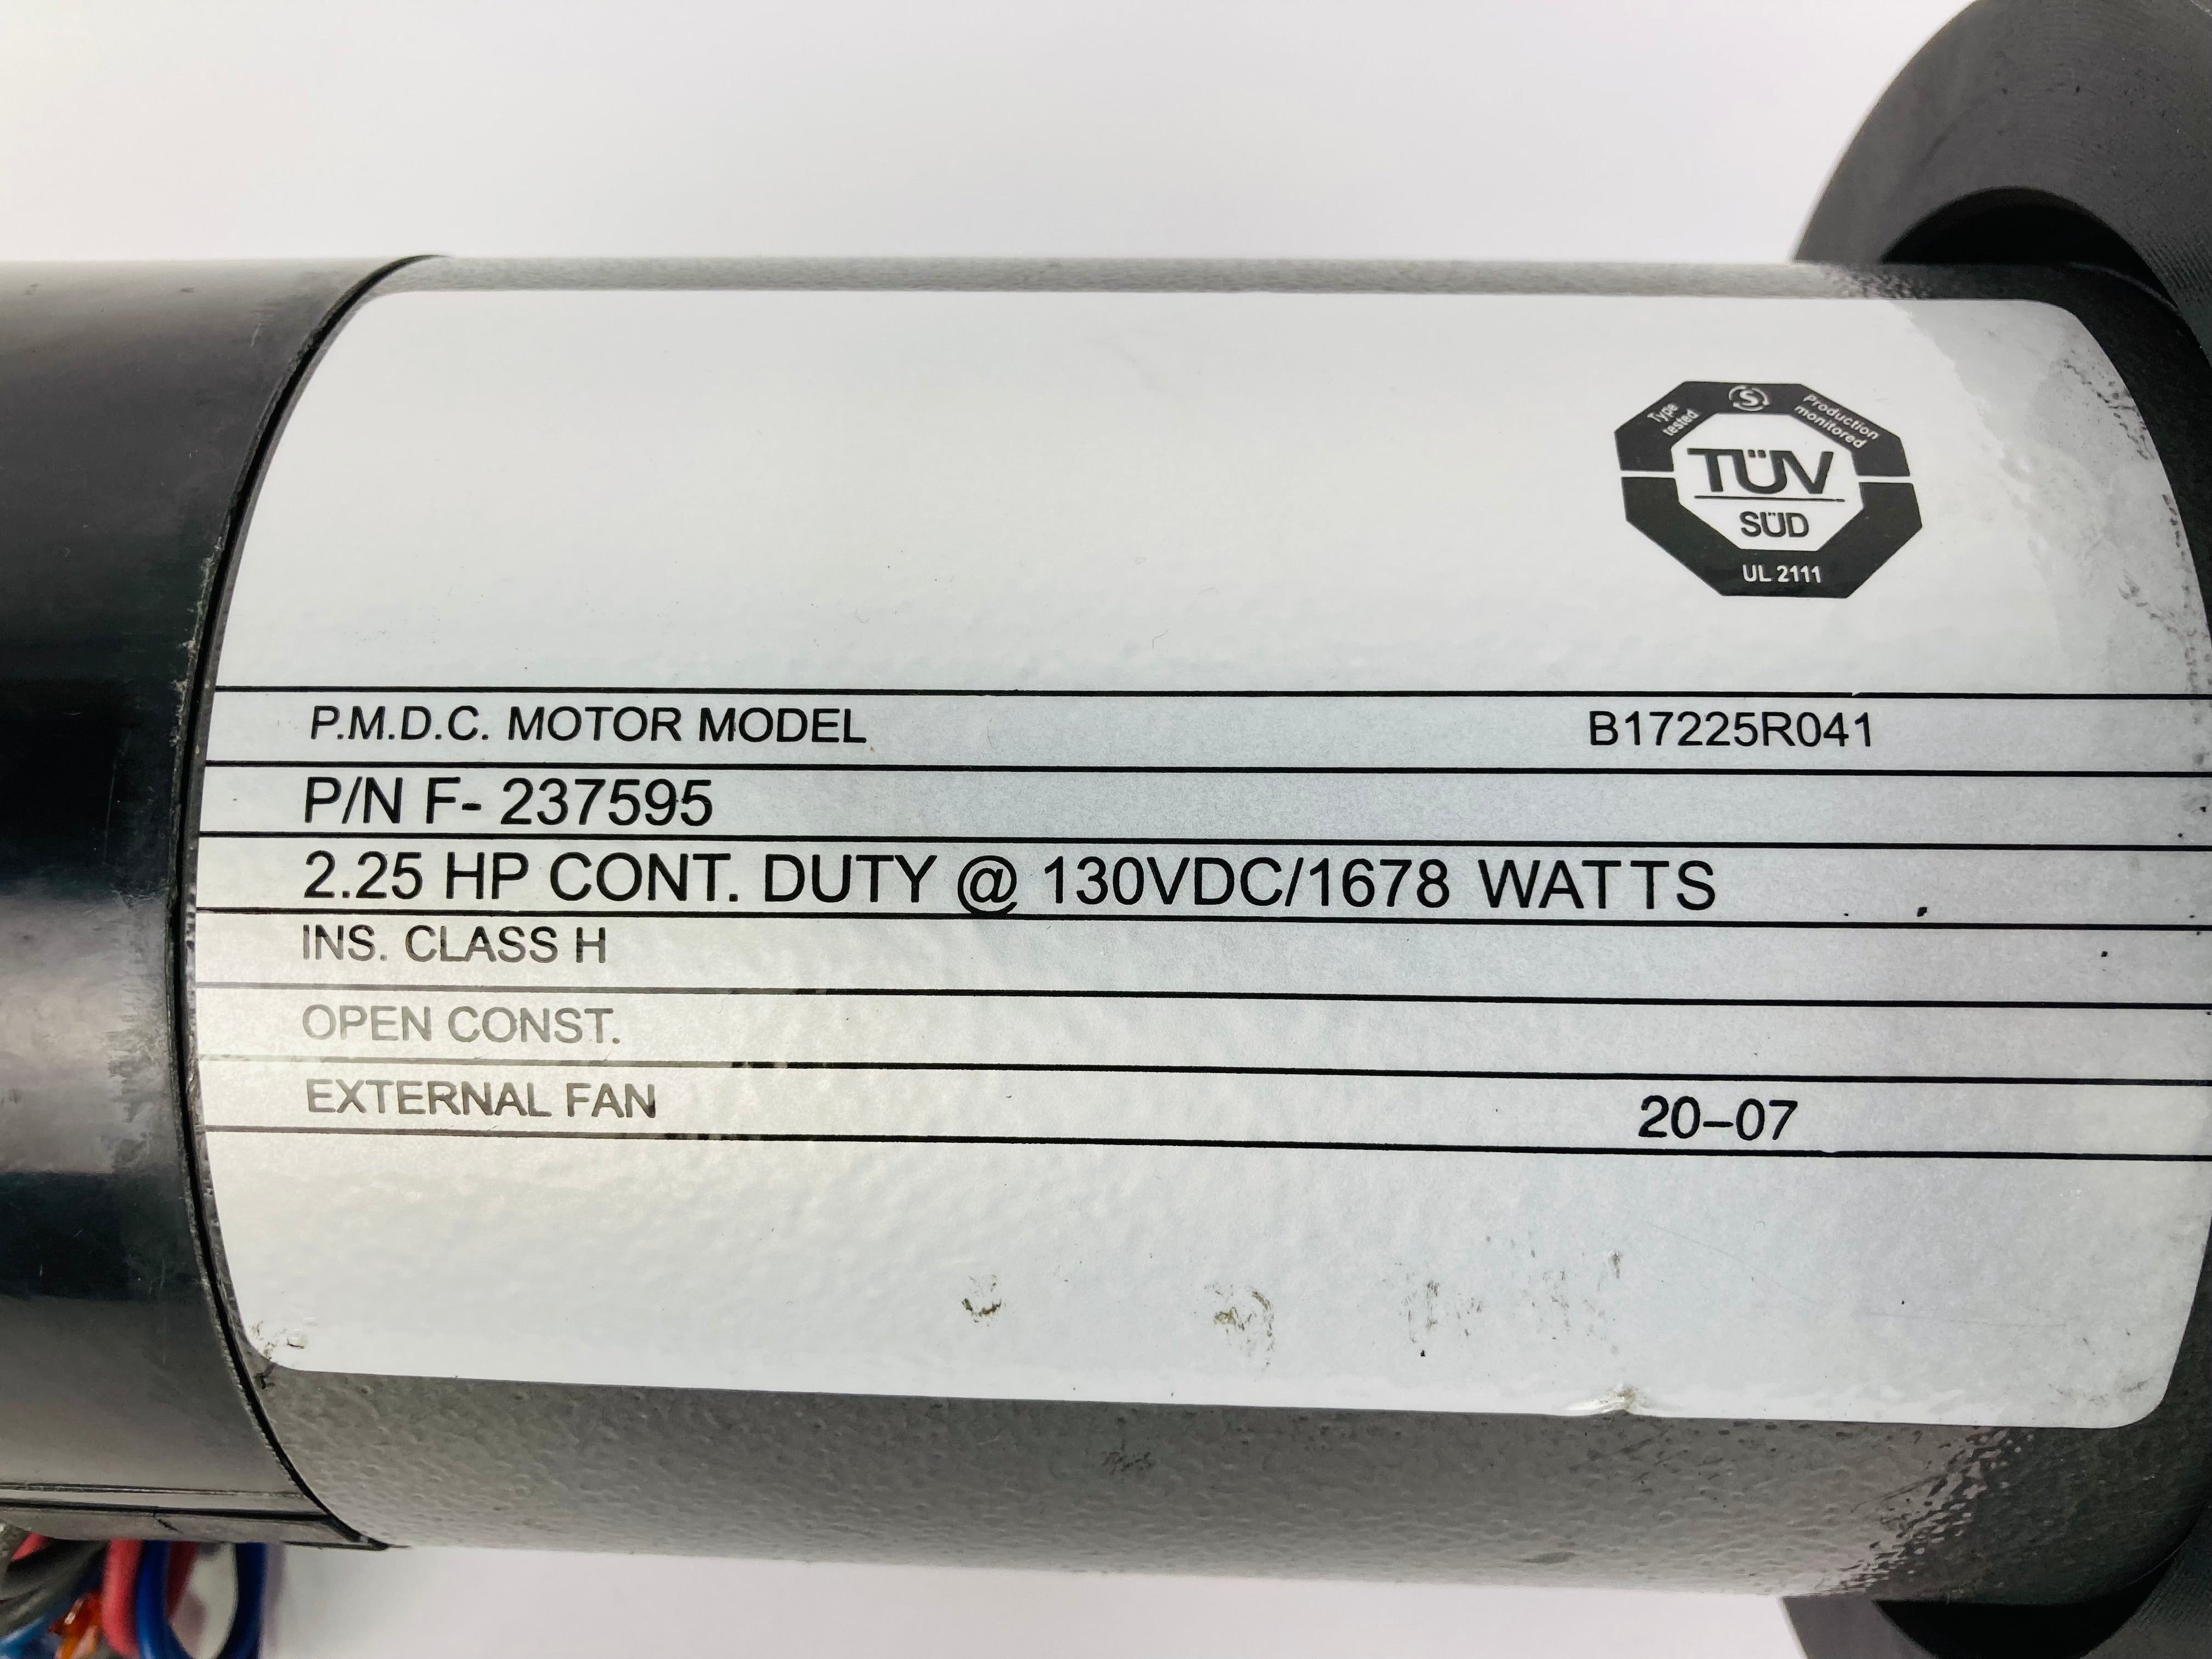 Type tested
S
Production monitored
TÜV
SÜD
UL 2111
P.M.D.C. MOTOR MODEL B17225R041
P/N F- 237595
2.25 HP CONT. DUTY @ 130VDC/1678 WATTS
INS. CLASS H
OPEN CONST.
EXTERNAL FAN 20-07